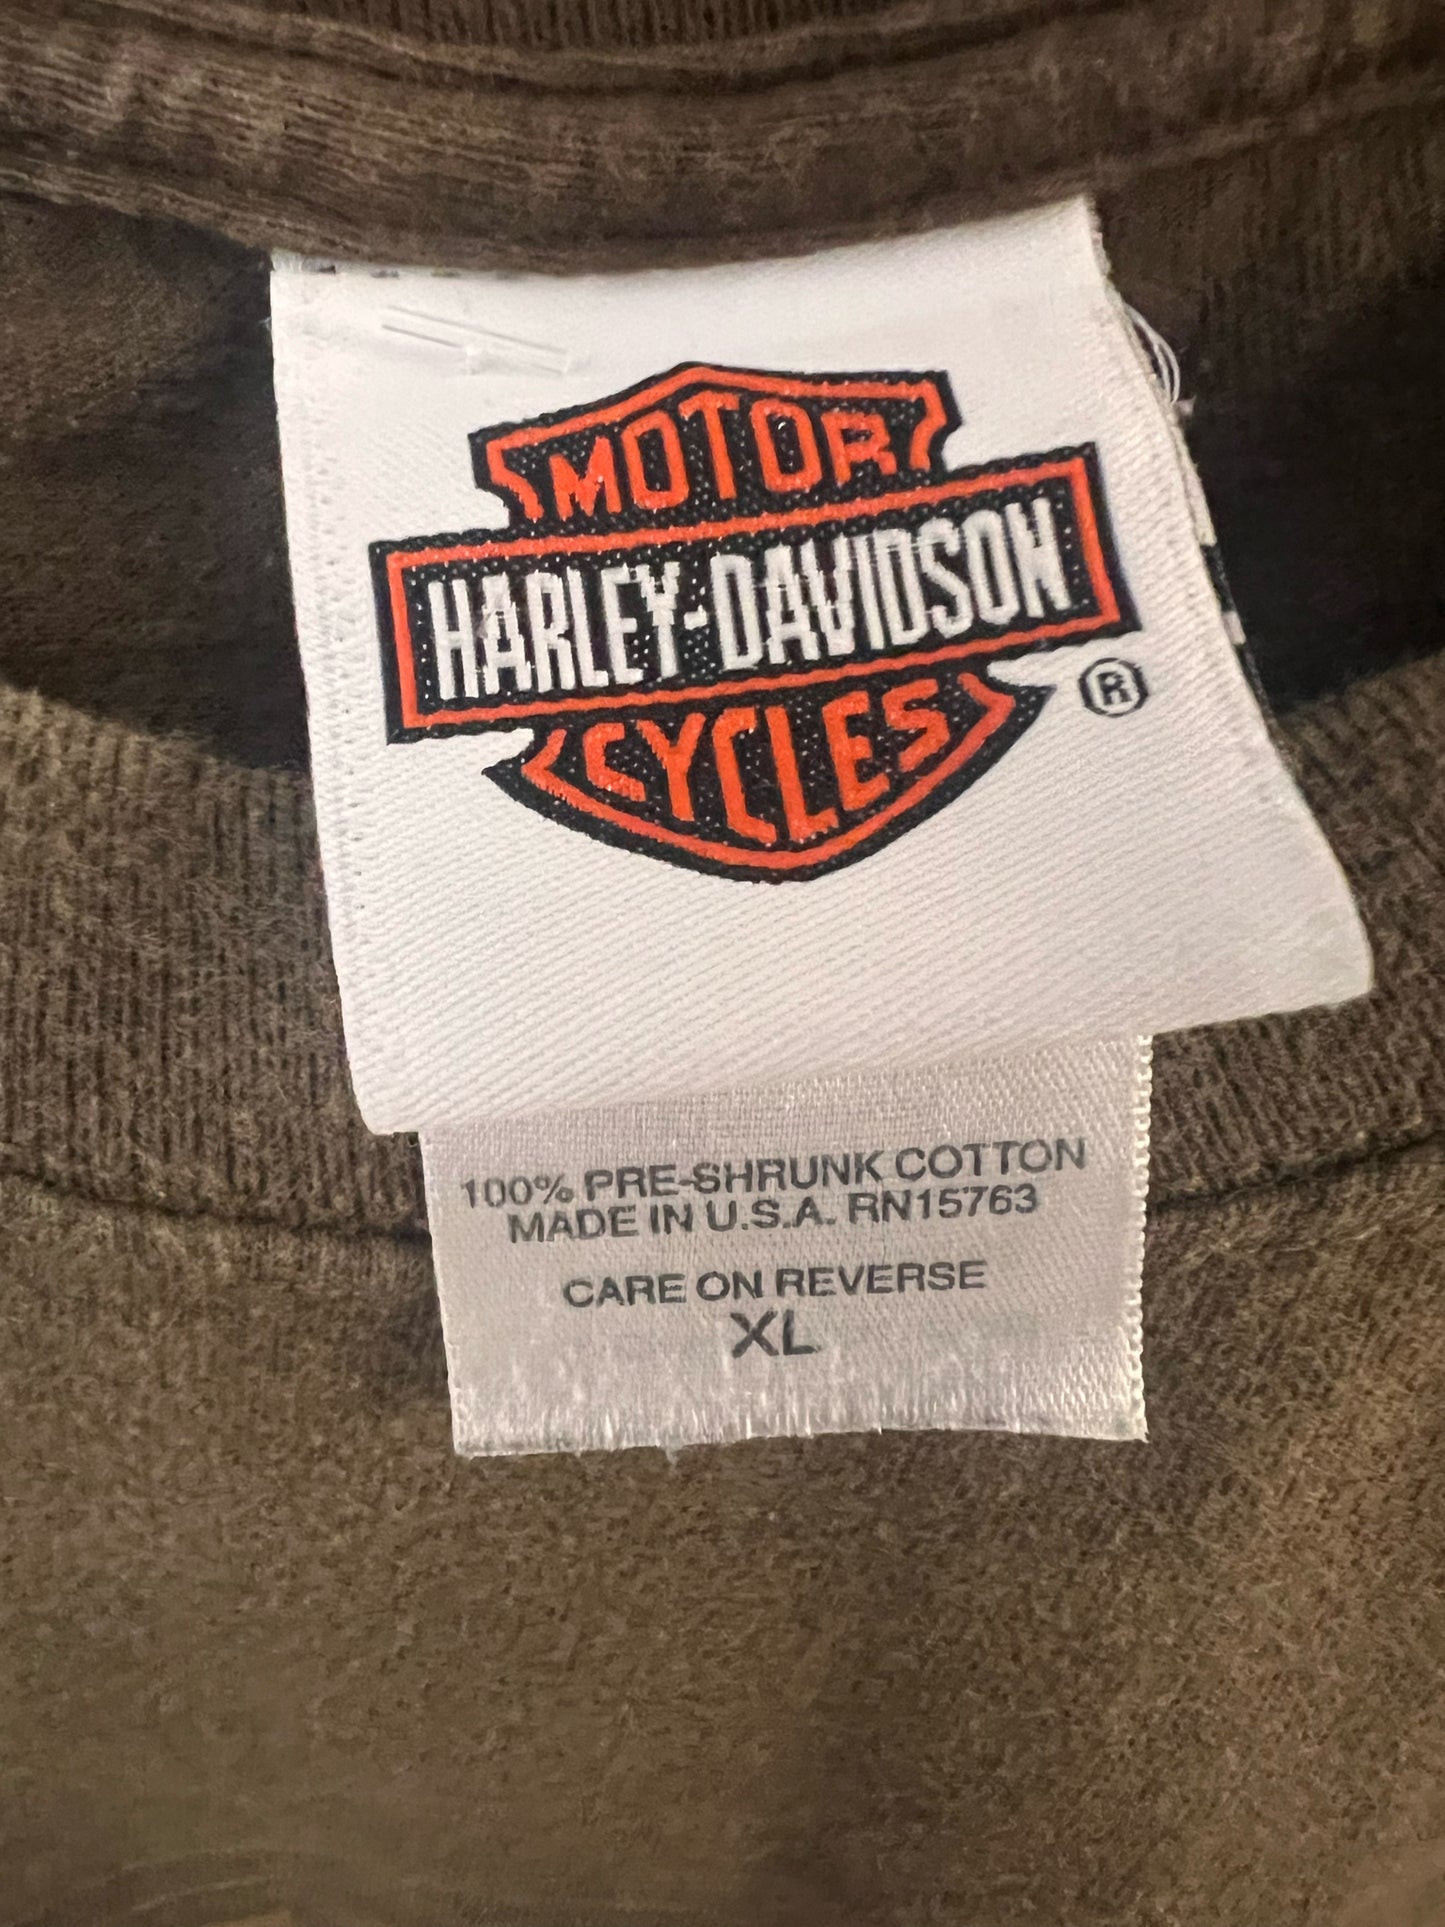 MOTOR
HARLEY-DAVIDSON
CYCLES
®
100% PRE-SHRUNK COTTON
MADE IN U.S.A. RN15763
CARE ON REVERSE
XL